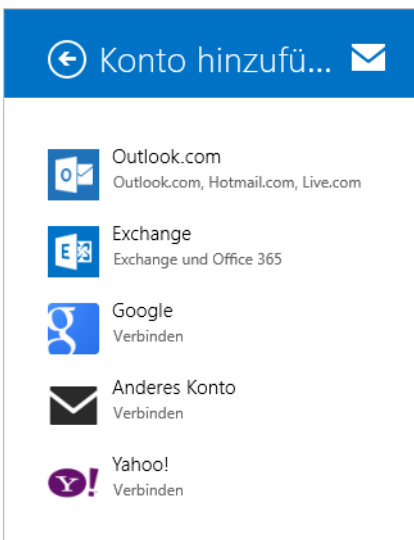 Konto hinzufü...
Outlook.com
Outlook.com, Hotmail.com, Live.com
Exchange
Exchange und Office 365
Google
Verbinden
Anderes Konto
Verbinden
Yahoo!
Verbinden